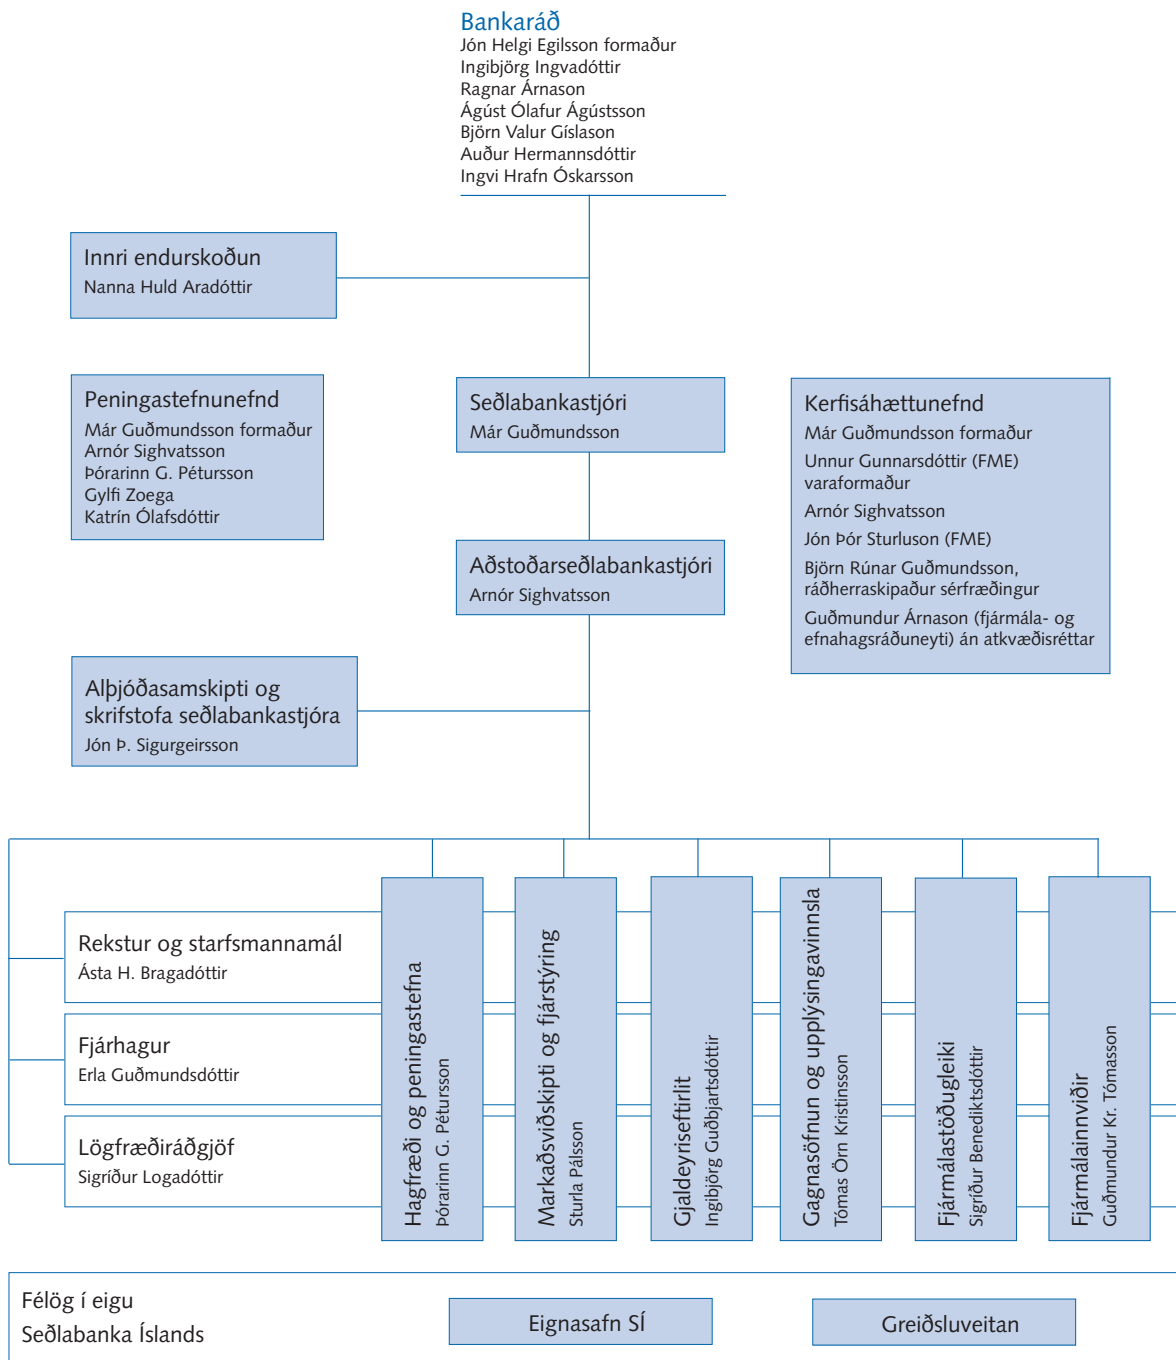 Bankaráð
Jón Helgi Egilsson formaður
Ingibjörg Ingvadóttir
Ragnar Árnason
Ágúst Ólafur Ágústsson
Björn Valur Gíslason
Auður Hermannsdóttir
Ingvi Hrafn Óskarsson
Innri endurskoðun
Nanna Huld Aradóttir
Peningastefnunefnd
Már Guðmundsson formaður
Arnór Sighvatsson
Þórarinn G. Pétursson
Gylfi Zoega
Katrín Ólafsdóttir
Seðlabankastjóri
Már Guðmundsson
Kerfisáhættunefnd
Már Guðmundsson formaður
Unnur Gunnarsdóttir (FME)
varaformaður
Arnór Sighvatsson
Jón Þór Sturluson (FME)
Björn Rúnar Guðmundsson,
ráðherraskipaður sérfræðingur
Guðmundur Árnason (fjármála- og
efnahagsráðuneyti) án atkvæðisréttar
Aðstoðarseðlabankastjóri
Arnór Sighvatsson
Alþjóðasamskipti og
skrifstofa seðlabankastjóra
Jón Þ. Sigurgeirsson
Rekstur og starfsmannamál
Ásta H. Bragadóttir
Fjárhagur
Erla Guðmundsdóttir
Lögfræðiráðgjöf
Sigríður Logadóttir
Hagfræði og peningastefna
Þórarinn G. Pétursson
Markaðsviðskipti og fjárstýring
Sturla Pálsson
Gjaldeyriseftirlit
Ingibjörg Guðbjartsdóttir
Gagnasöfnun og upplýsingavinnsla
Tómas Örn Kristinsson
Fjármálastöðugleiki
Sigríður Benediktsdóttir
Fjármálainnviðir
Guðmundur Kr. Tómasson
Félög í eigu
Seðlabanka Íslands
Eignasafn SÍ
Greiðsluveitan